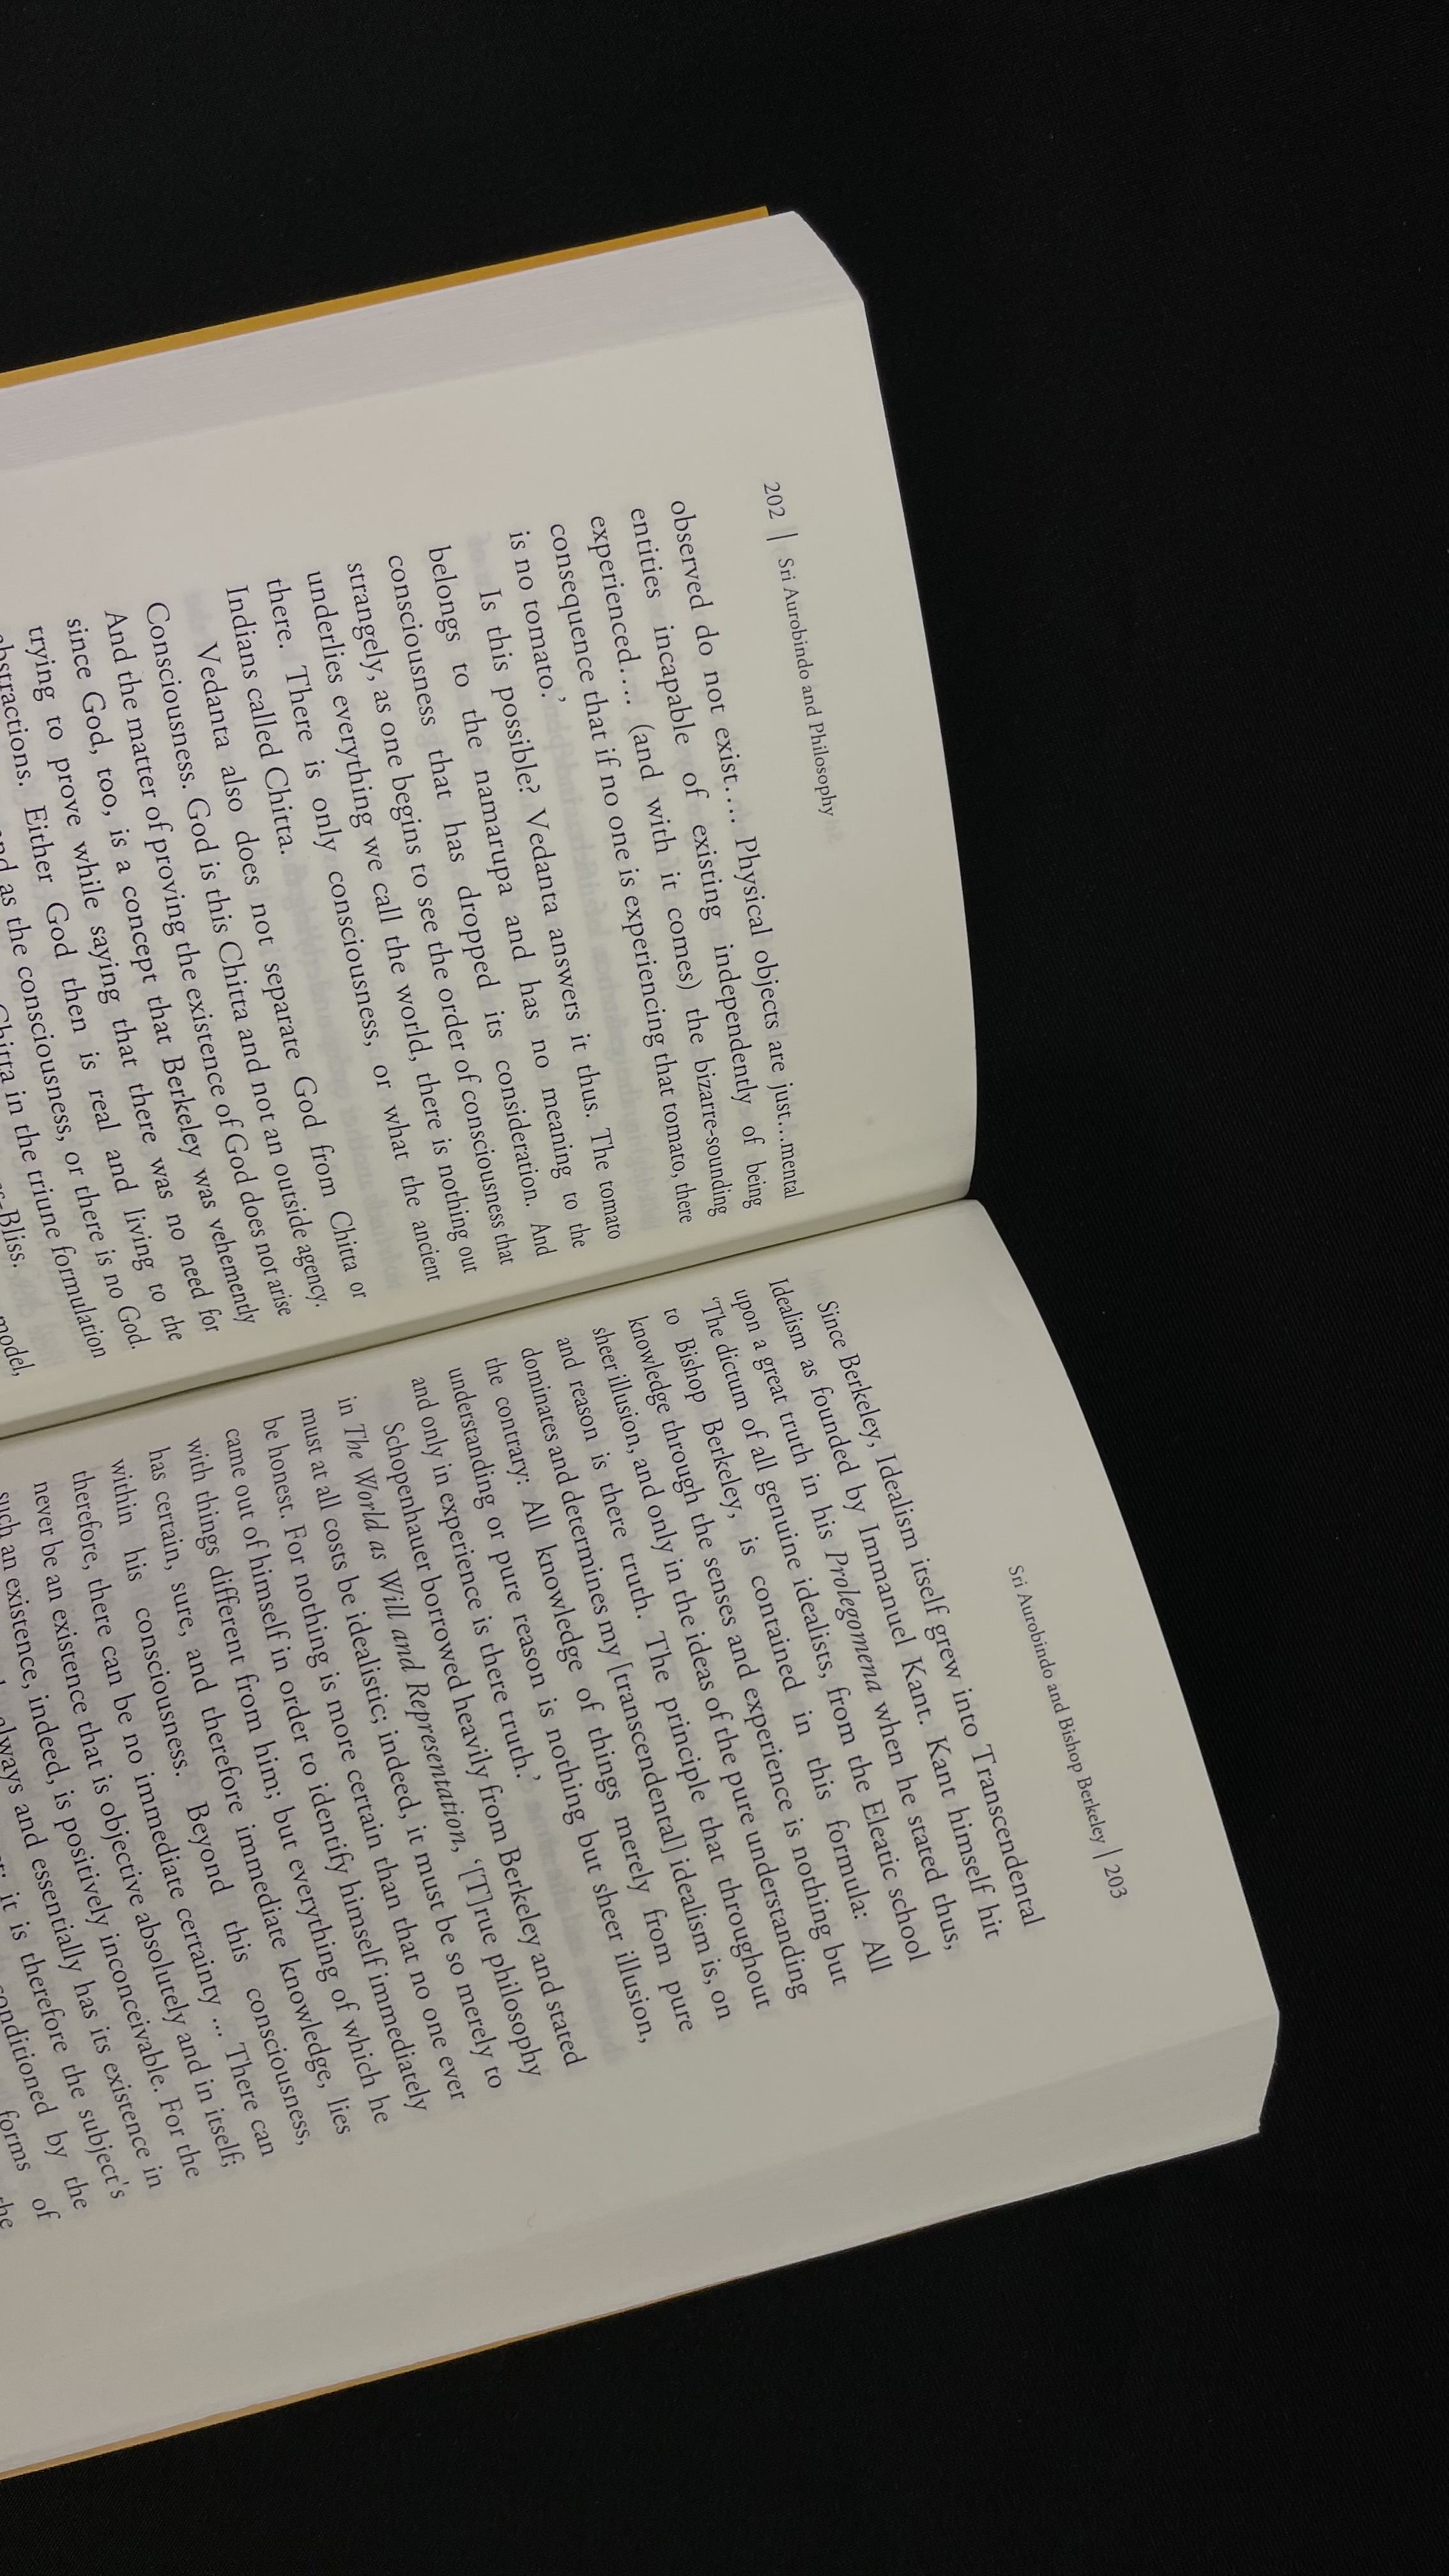 202 | Sri Aurobindo and Philosophy
observed do not exist.... Physical objects are just...mental
entities incapable of existing independently of being
experienced.... (and with it comes) the bizarre-sounding
consequence that if no one is experiencing that tomato, there
is no tomato.’
Is this possible? Vedanta answers it thus. The tomato
belongs to the namarupa and has no meaning to the
consciousness that has dropped its consideration. And
strangely, as one begins to see the order of consciousness that
underlies everything we call the world, there is nothing out
there. There is only consciousness, or what the ancient
Indians called Chitta.
Vedanta also does not separate God from Chitta or
Consciousness. God is this Chitta and not an outside agency.
And the matter of proving the existence of God does not arise
since God, too, is a concept that Berkeley was vehemently
trying to prove while saying that there was no need for
abstractions. Either God then is real and living to the
as the consciousness, or there is no God.
Chitta in the triune formulation
Bliss.
model,
Sri Aurobindo and Bishop Berkeley | 203
Since Berkeley, Idealism itself grew into Transcendental
Idealism as founded by Immanuel Kant. Kant himself hit
upon a great truth in his Prolegomena when he stated thus,
‘The dictum of all genuine idealists, from the Eleatic school
to Bishop Berkeley, is contained in this formula: All
knowledge through the senses and experience is nothing but
sheer illusion, and only in the ideas of the pure understanding
and reason is there truth. The principle that throughout
dominates and determines my [transcendental] idealism is, on
the contrary: All knowledge of things merely from pure
understanding or pure reason is nothing but sheer illusion,
and only in experience is there truth.’
Schopenhauer borrowed heavily from Berkeley and stated
in The World as Will and Representation, ‘[T]rue philosophy
must at all costs be idealistic; indeed, it must be so merely to
be honest. For nothing is more certain than that no one ever
came out of himself in order to identify himself immediately
with things different from him; but everything of which he
has certain, sure, and therefore immediate knowledge, lies
within his consciousness. Beyond this consciousness,
therefore, there can be no immediate certainty ... There can
never be an existence that is objective absolutely and in itself;
such an existence, indeed, is positively inconceivable. For the
always and essentially has its existence in
it is therefore the subject's
conditioned by the
forms of
the